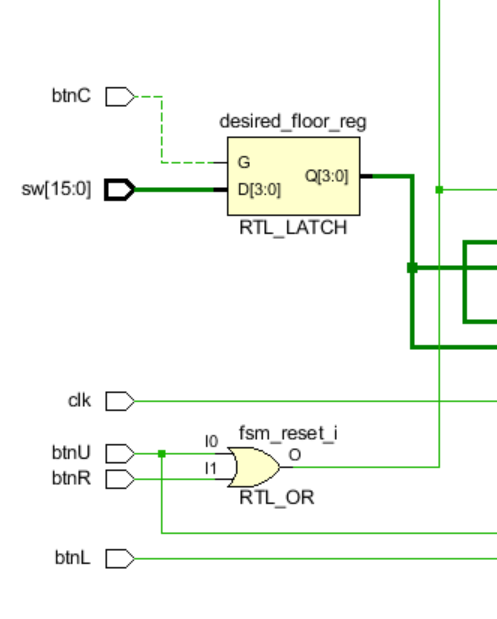 btnC
desired_floor_reg
G
Q[3:0]
sw[15:0]
D[3:0]
RTL_LATCH
clk
fsm_reset_i
I0
O
btnU
I1
btnR
RTL_OR
btnL